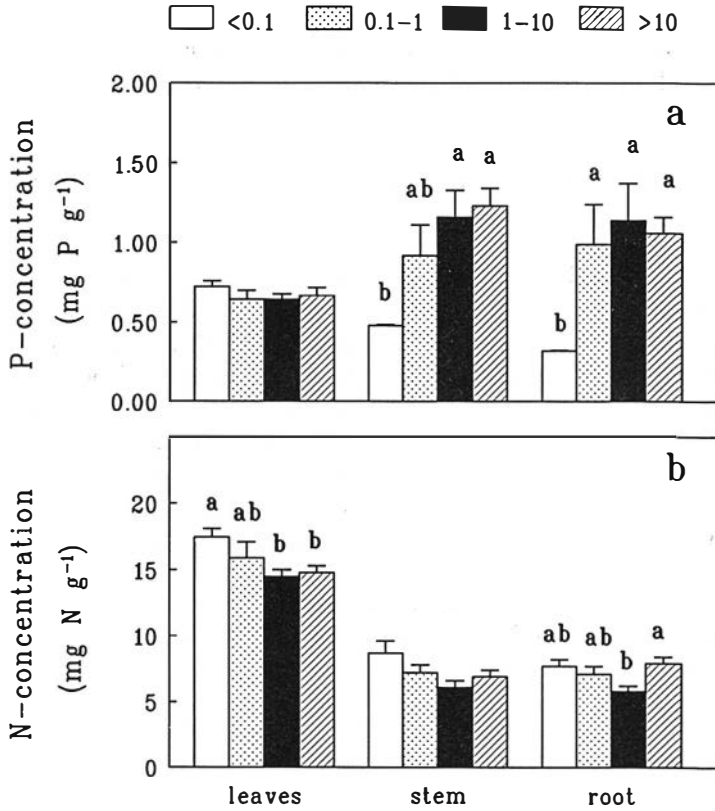 <0.1 0.1−1 1−10 >10
P−concentration
(mg P g⁻¹)
2.00
1.50
1.00
0.50
0.00
a
b ab a a
b a a a
N−concentration
(mg N g⁻¹)
20
15
10
5
0
b
a ab b b
ab ab b a
leaves stem root